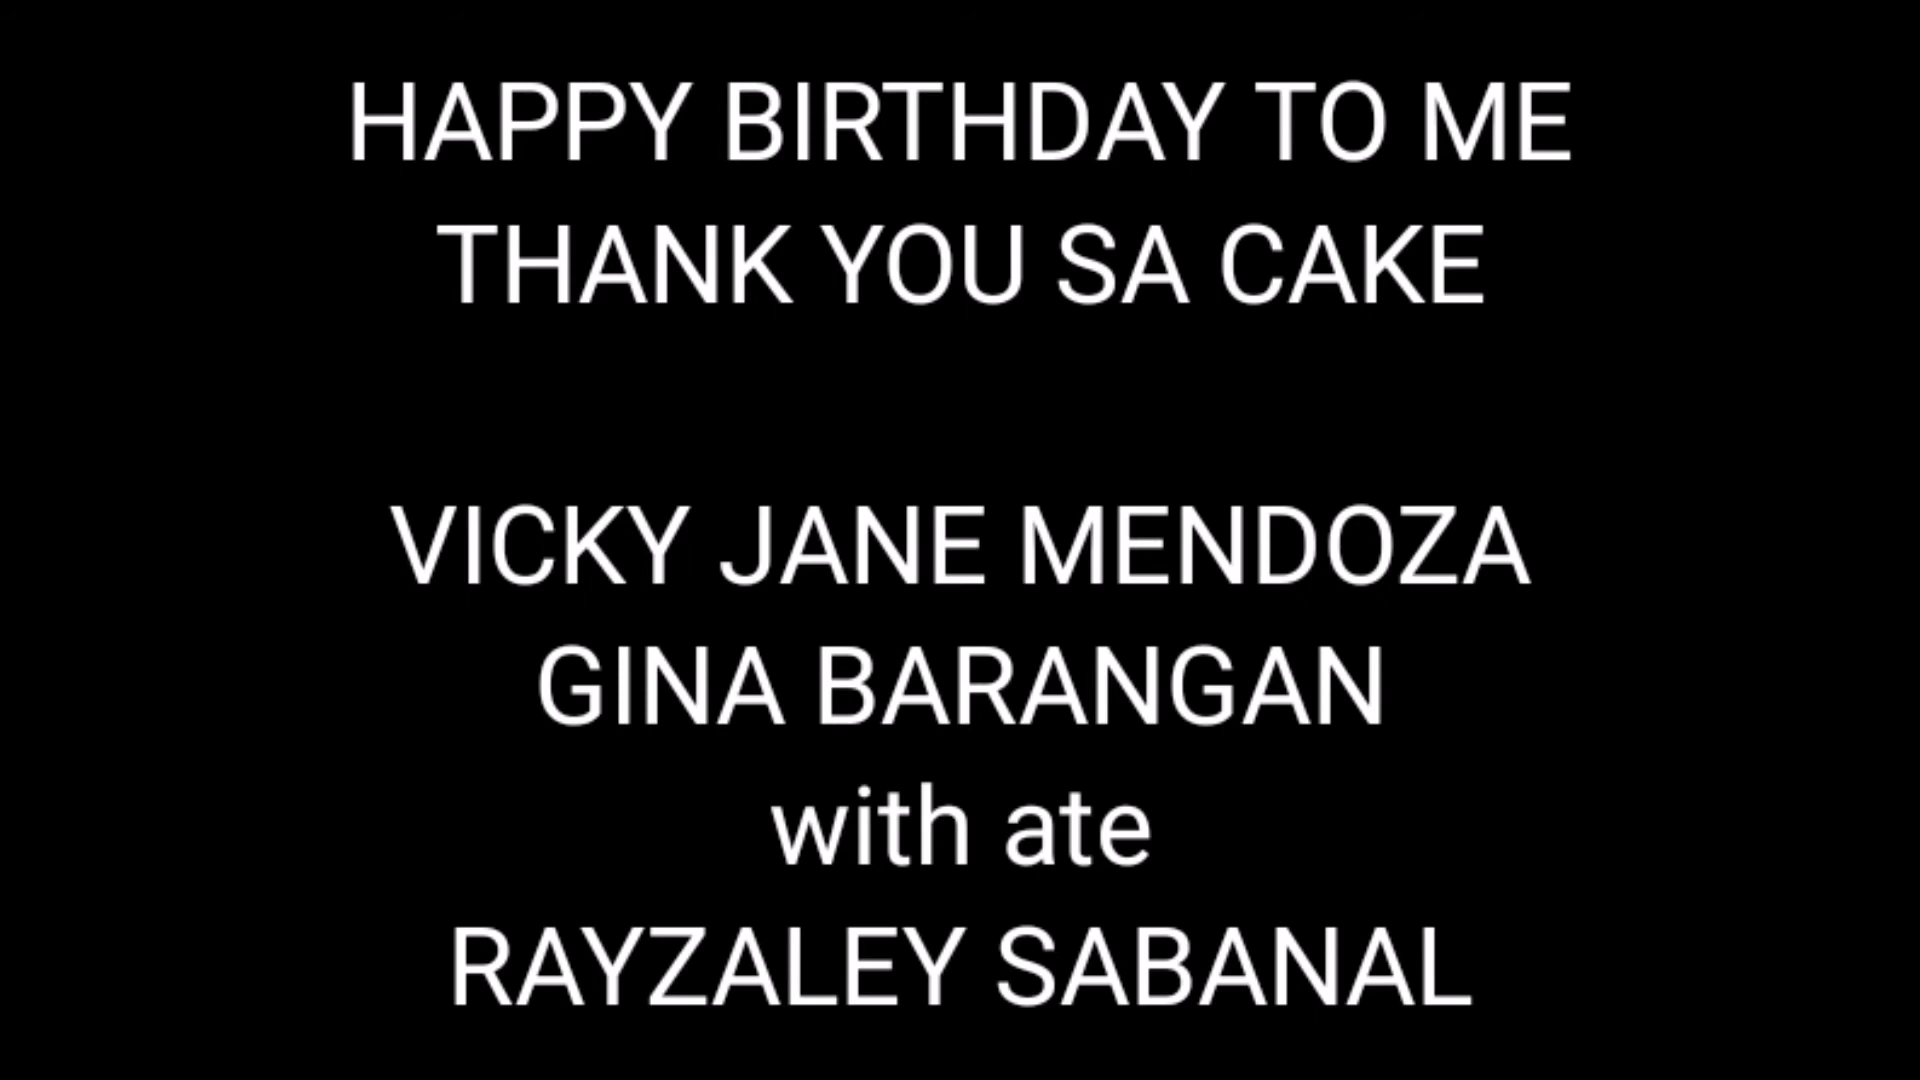 HAPPY BIRTHDAY TO ME
THANK YOU SA CAKE
VICKY JANE MENDOZA
GINA BARANGAN
with ate
RAYZALEY SABANAL